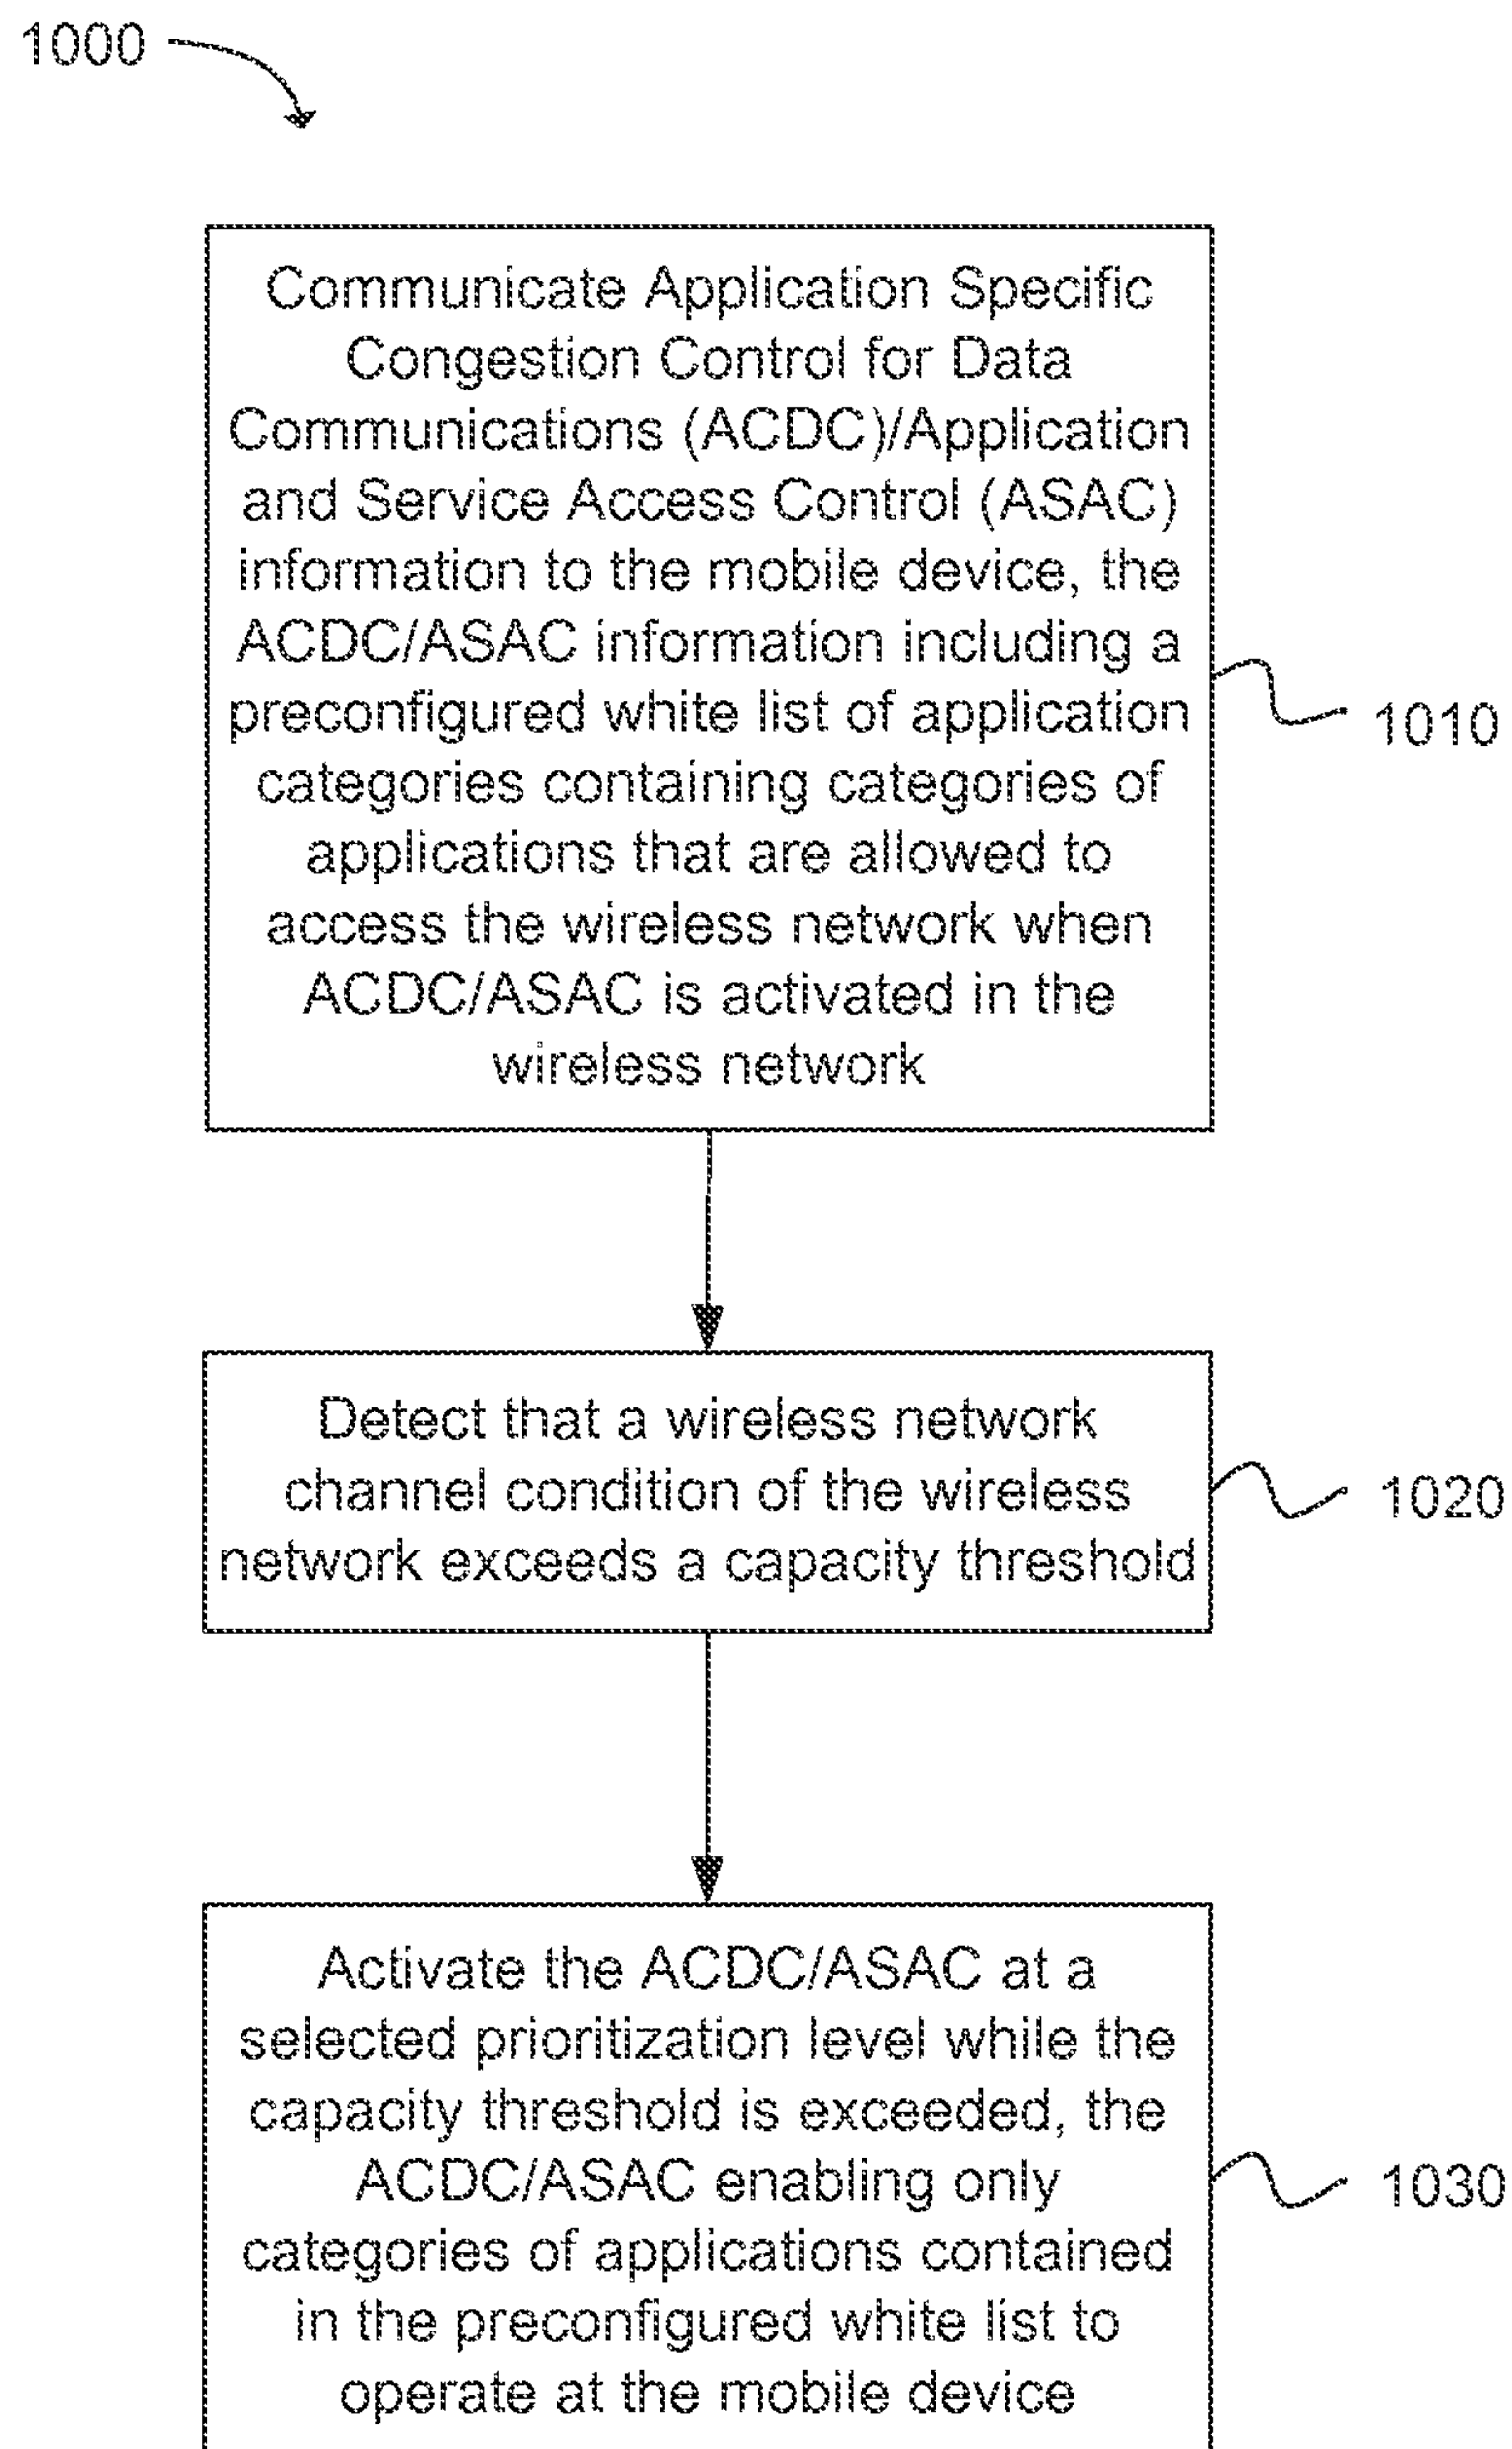 1000
Communicate Application Specific
Congestion Control for Data
Communications (ACDC)/Application
and Service Access Control (ASAC)
information to the mobile device, the
ACDC/ASAC information including a
preconfigured white list of application
categories containing categories of
applications that are allowed to
access the wireless network when
ACDC/ASAC is activated in the
wireless network
1010
Detect that a wireless network
channel condition of the wireless
network exceeds a capacity threshold
1020
Activate the ACDC/ASAC at a
selected prioritization level while the
capacity threshold is exceeded, the
ACDC/ASAC enabling only
categories of applications contained
in the preconfigured white list to
operate at the mobile device
1030